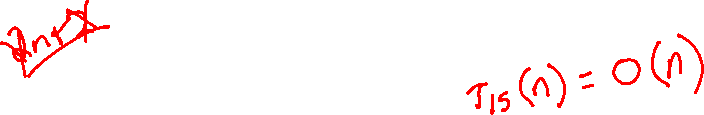 T₁₅(n) = O(n)